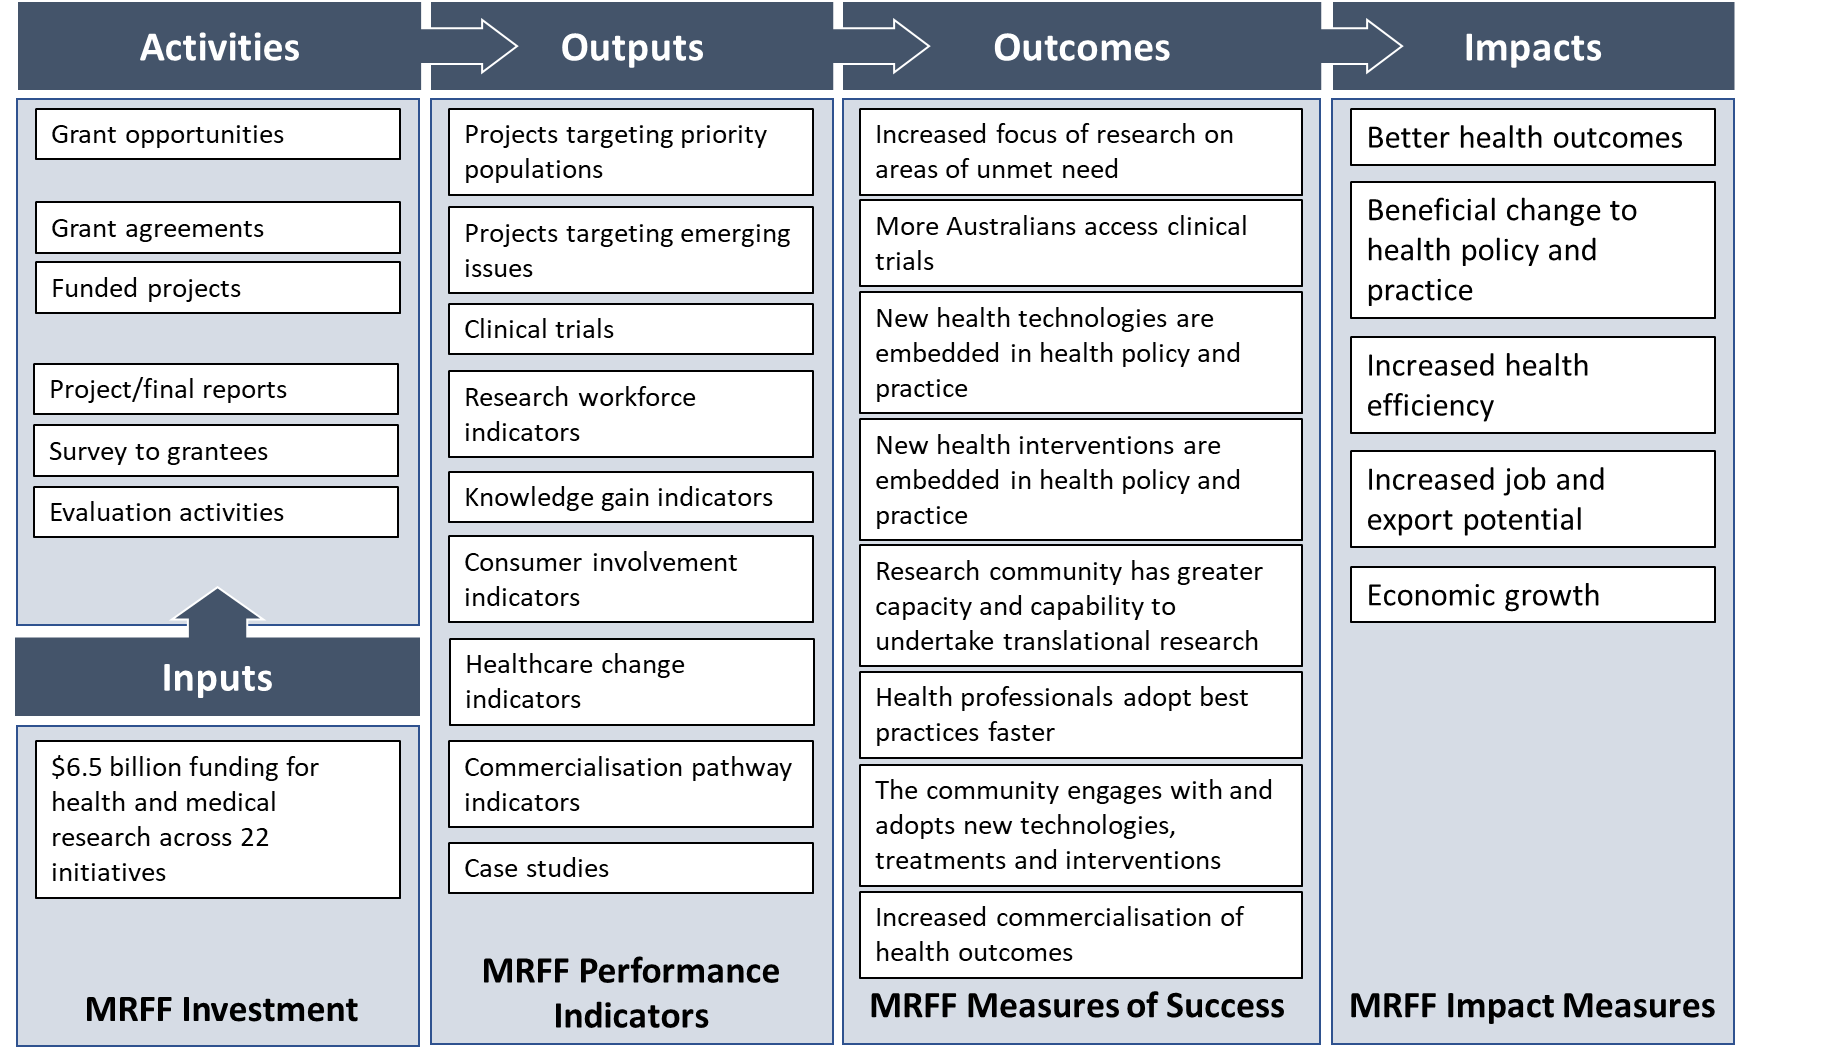 Activities
Grant opportunities
Grant agreements
Funded projects
Project/final reports
Survey to grantees
Evaluation activities
Inputs
$6.5 billion funding for
health and medical
research across 22
initiatives
MRFF Investment
Outputs
Projects targeting priority
populations
Projects targeting emerging
issues
Clinical trials
Research workforce
indicators
Knowledge gain indicators
Consumer involvement
indicators
Healthcare change
indicators
Commercialisation pathway
indicators
Case studies
MRFF Performance
Indicators
Outcomes
Increased focus of research on
areas of unmet need
More Australians access clinical
trials
New health technologies are
embedded in health policy and
practice
New health interventions are
embedded in health policy and
practice
Research community has greater
capacity and capability to
undertake translational research
Health professionals adopt best
practices faster
The community engages with and
adopts new technologies,
treatments and interventions
Increased commercialisation of
health outcomes
MRFF Measures of Success
Impacts
Better health outcomes
Beneficial change to
health policy and
practice
Increased health
efficiency
Increased job and
export potential
Economic growth
MRFF Impact Measures